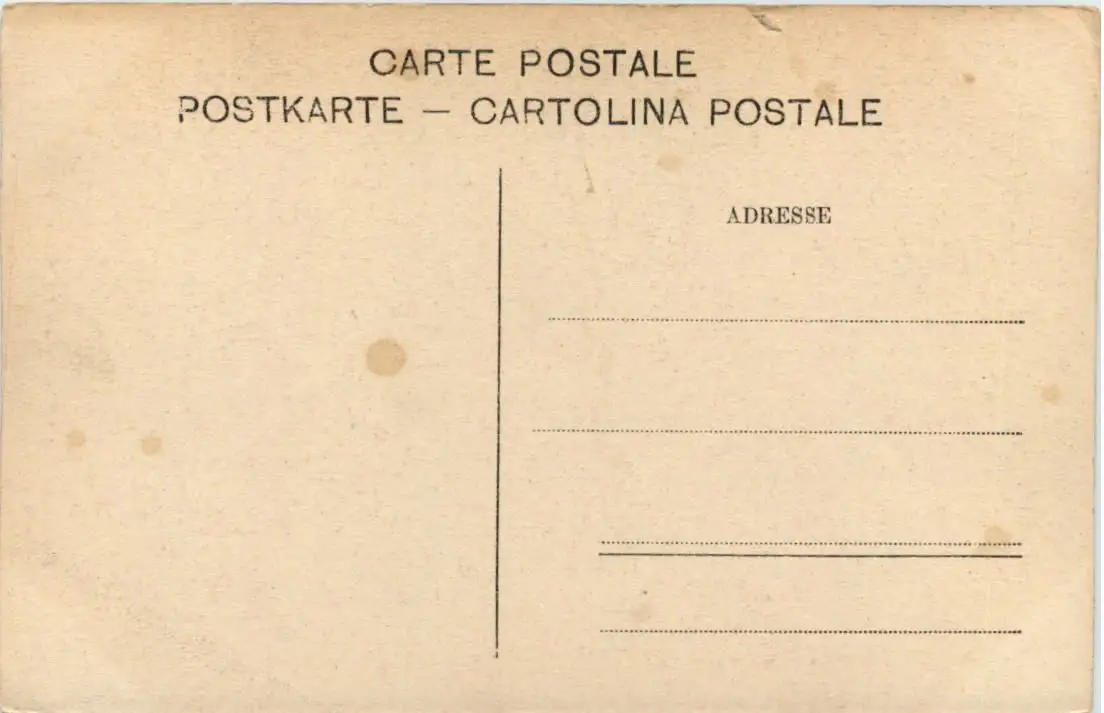 CARTE POSTALE
POSTKARTE — CARTOLINA POSTALE
ADRESSE